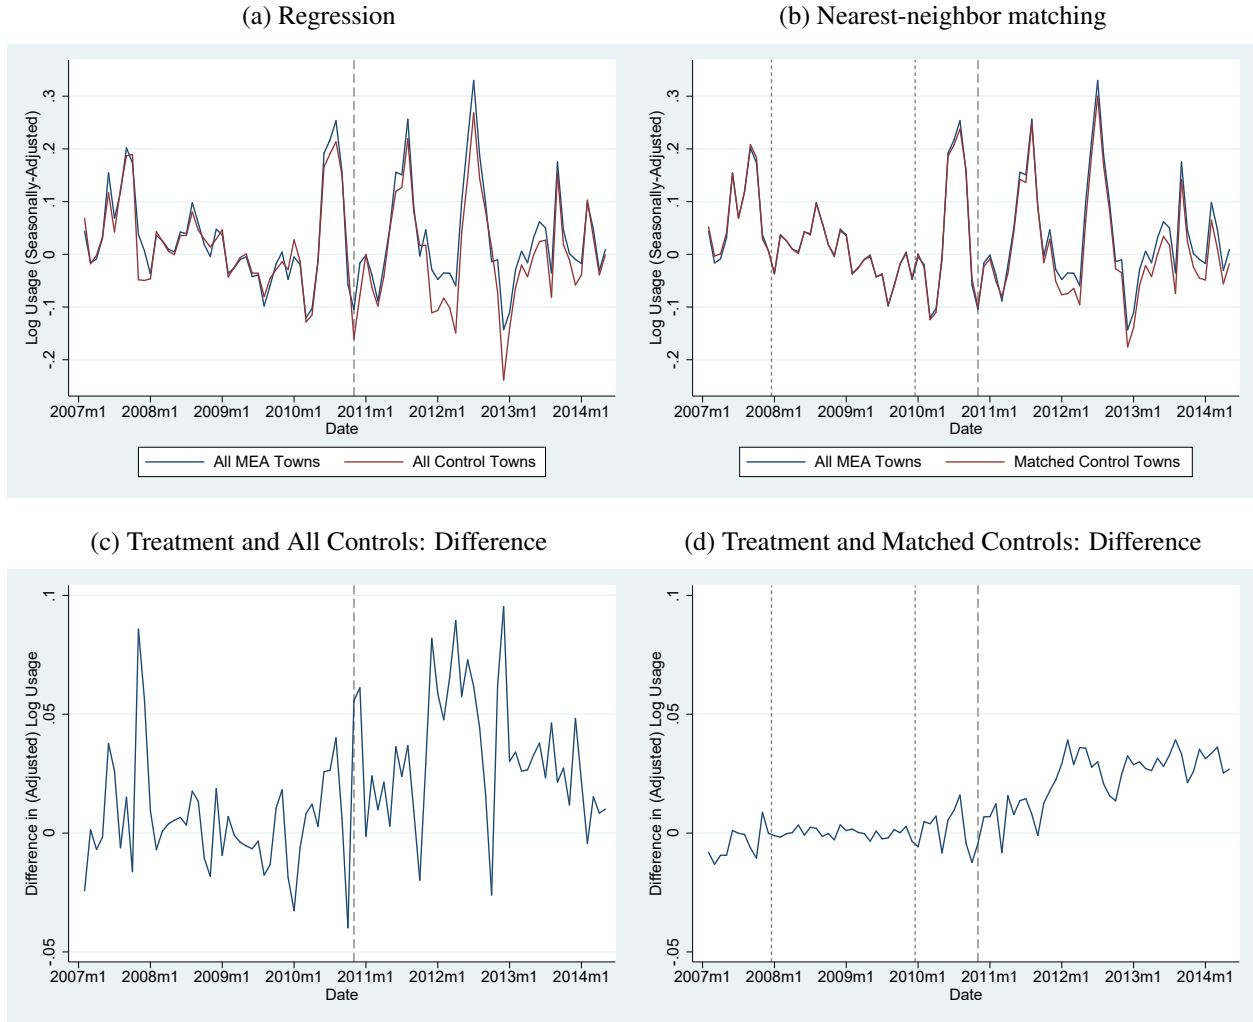 (a) Regression
(b) Nearest-neighbor matching
Log Usage (Seasonally-Adjusted)
.3
.2
.1
0
-.1
-.2
2007m1 2008m1 2009m1 2010m1 2011m1 2012m1 2013m1 2014m1
Date
All MEA Towns All Control Towns
Log Usage (Seasonally-Adjusted)
.3
.2
.1
0
-.1
-.2
2007m1 2008m1 2009m1 2010m1 2011m1 2012m1 2013m1 2014m1
Date
All MEA Towns Matched Control Towns
(c) Treatment and All Controls: Difference
(d) Treatment and Matched Controls: Difference
Difference in (Adjusted) Log Usage
.1
.05
0
-.05
2007m1 2008m1 2009m1 2010m1 2011m1 2012m1 2013m1 2014m1
Date
Difference in (Adjusted) Log Usage
.1
.05
0
-.05
2007m1 2008m1 2009m1 2010m1 2011m1 2012m1 2013m1 2014m1
Date